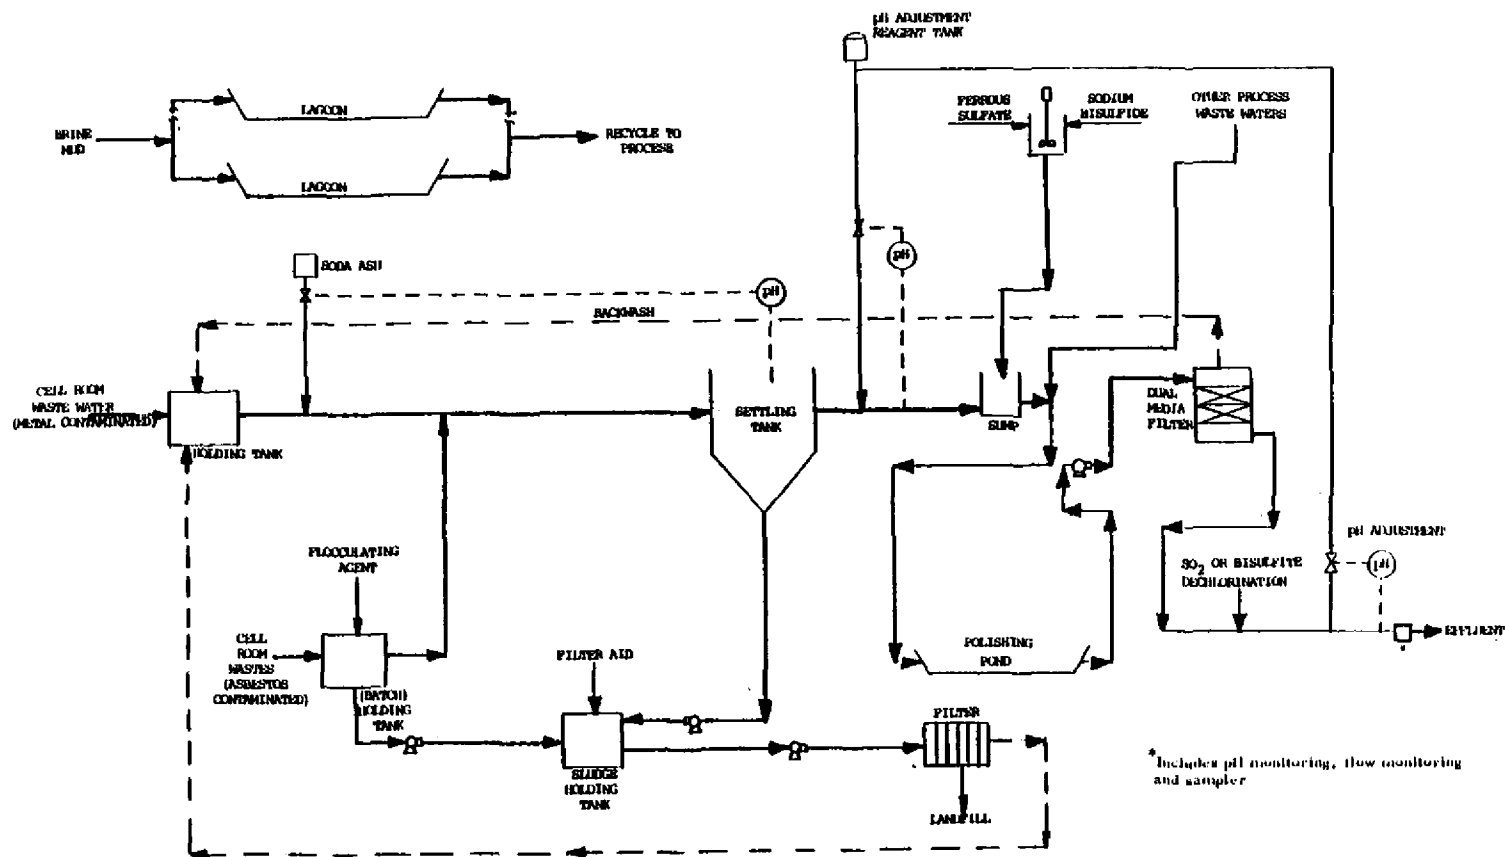 pH ADJUSTMENT
REAGENT TANK
FERROUS
SULFATE
SODIUM
BISULFIDE
OTHER PROCESS
WASTE WATERS
LAGOON
BRINE
MUD
RECYCLE TO
PROCESS
LAGOON
pH
SODA ASH
pH
BACKWASH
CELL ROOM
WASTE WATER
(METAL CONTAMINATED)
HOLDING TANK
SETTLING
TANK
SUMP
DUAL
MEDIA
FILTER
FLOCCULATING
AGENT
pH ADJUSTMENT
SO2 OR BISULFITE
DECHLORINATION
pH
EFFLUENT
CELL
ROOM
WASTES
(ASBESTOS
CONTAMINATED)
(BATCH)
HOLDING
TANK
FILTER AID
POLISHING
POND
SLUDGE
HOLDING
TANK
FILTER
LANDFILL
*Includes pH monitoring, flow monitoring
and sampler